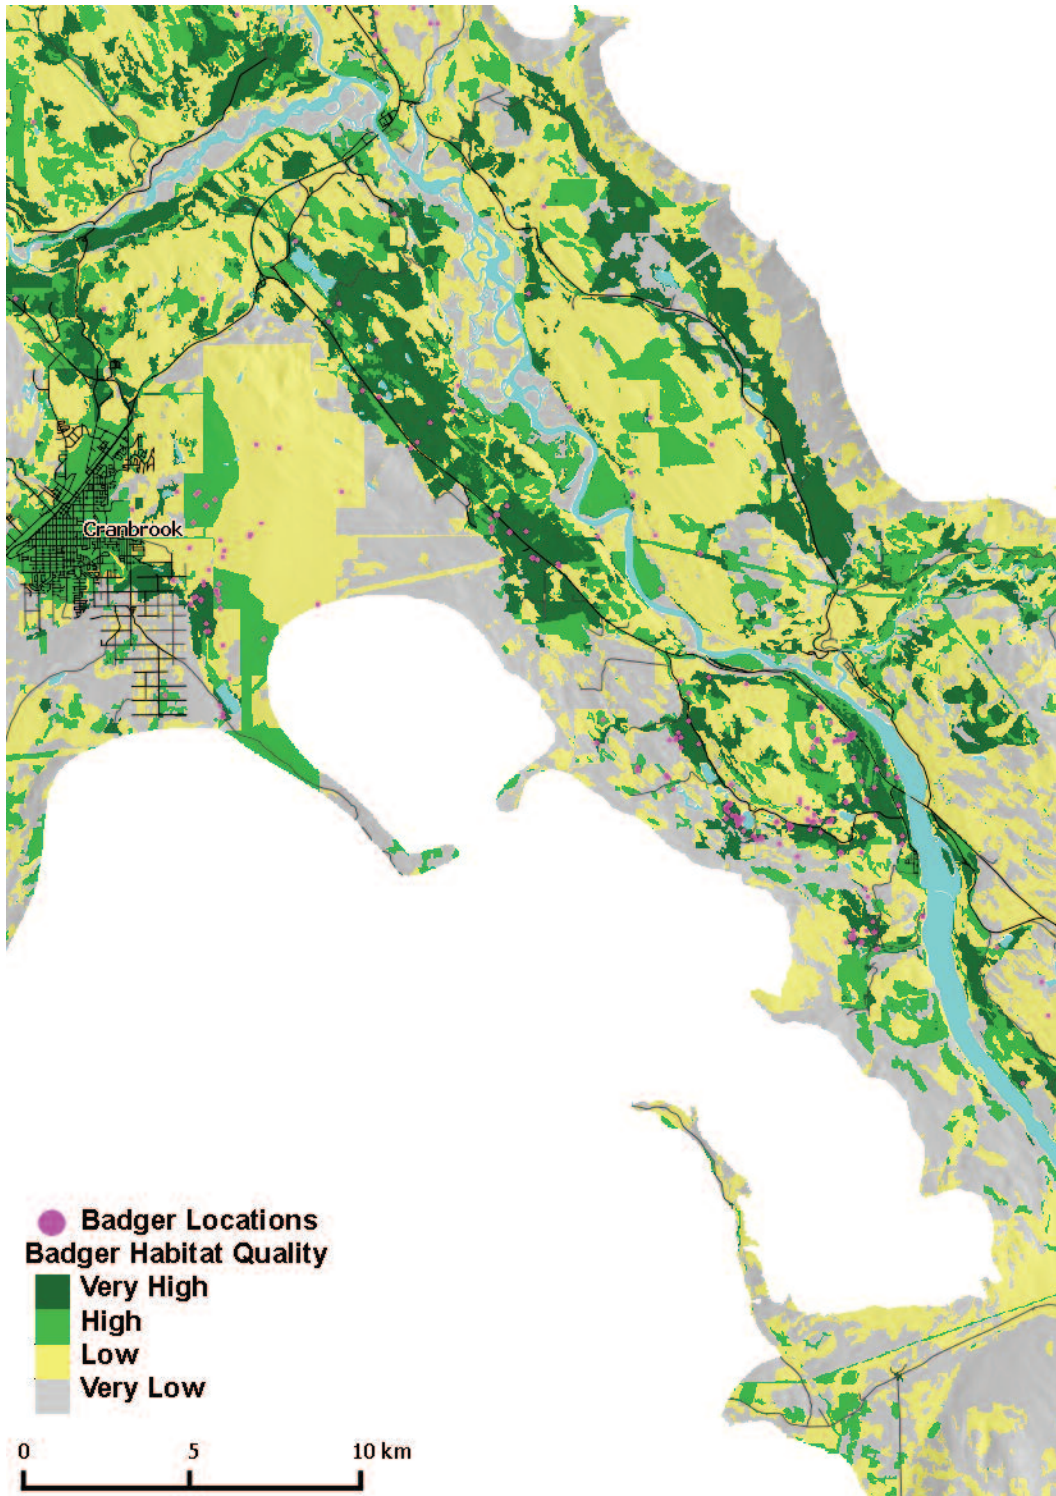 Cranbrook
Badger Locations
Badger Habitat Quality
Very High
High
Low
Very Low
0 5 10 km